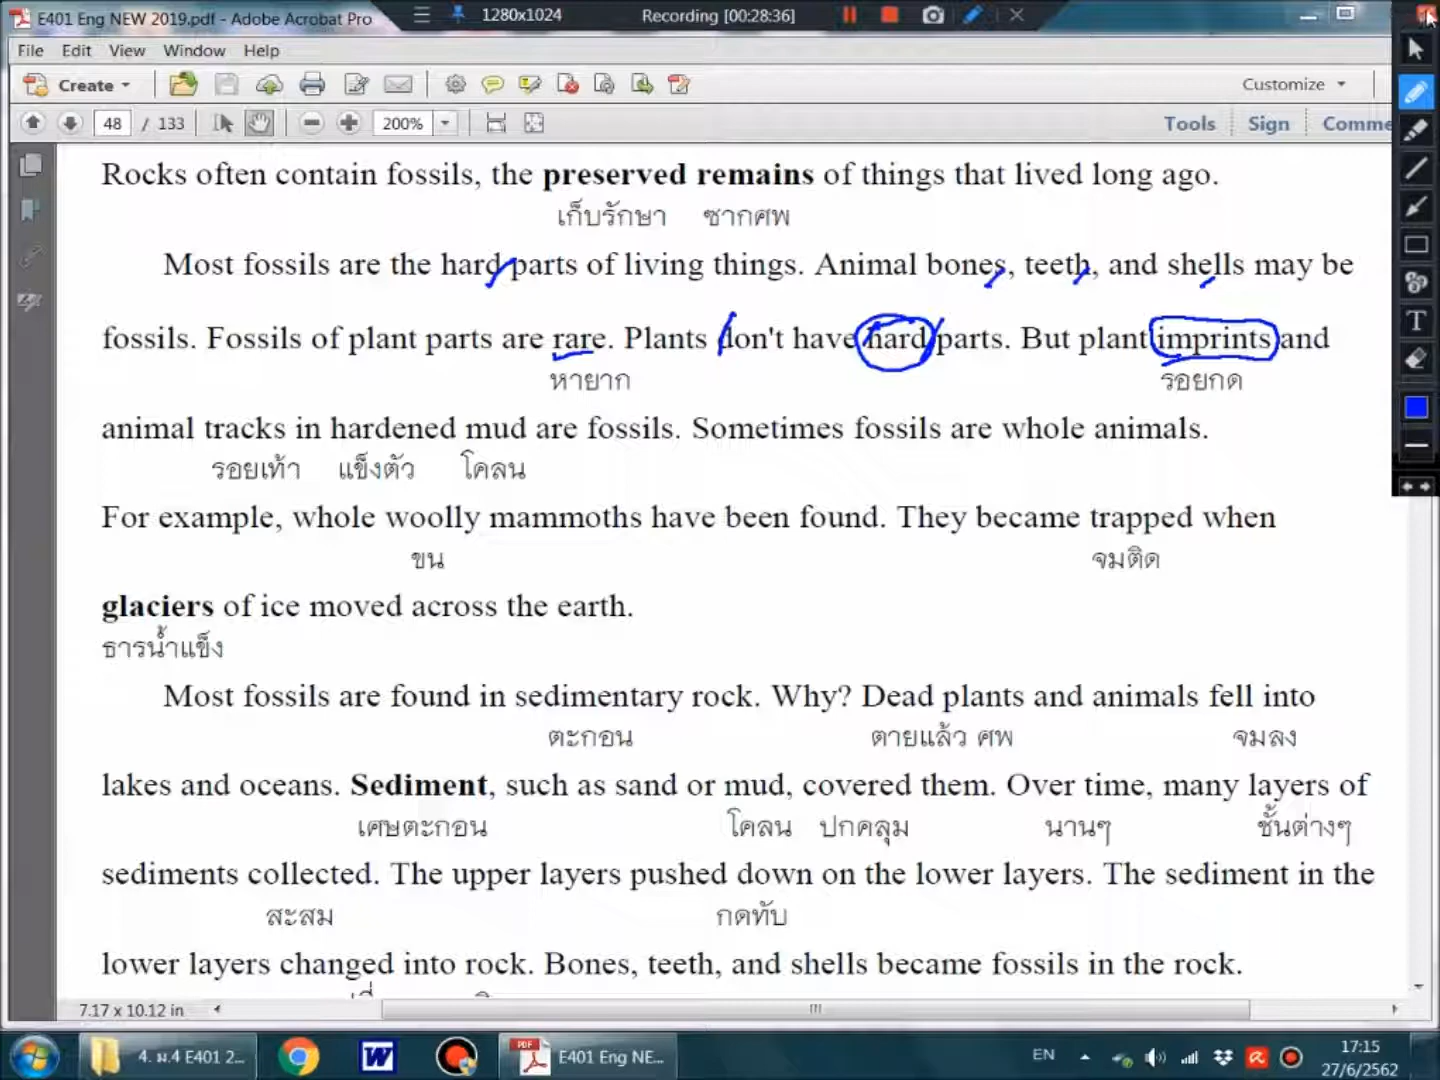 E401 Eng NEW 2019.pdf - Adobe Acrobat Pro
1280x1024
Recording [00:28:36]
File Edit View Window Help
Create
Customize
48 / 133
200%
Tools Sign Comme
Rocks often contain fossils, the preserved remains of things that lived long ago.
เก็บรักษา ซากศพ
Most fossils are the hard parts of living things. Animal bones, teeth, and shells may be
fossils. Fossils of plant parts are rare. Plants don't have hard parts. But plant imprints and
หายาก รอยกด
animal tracks in hardened mud are fossils. Sometimes fossils are whole animals.
รอยเท้า แข็งตัว โคลน
For example, whole woolly mammoths have been found. They became trapped when
ขน จมติด
glaciers of ice moved across the earth.
ธารน้ำแข็ง
Most fossils are found in sedimentary rock. Why? Dead plants and animals fell into
ตะกอน ตายแล้ว ศพ จมลง
lakes and oceans. Sediment, such as sand or mud, covered them. Over time, many layers of
เศษตะกอน โคลน ปกคลุม นานๆ ชั้นต่างๆ
sediments collected. The upper layers pushed down on the lower layers. The sediment in the
สะสม กดทับ
lower layers changed into rock. Bones, teeth, and shells became fossils in the rock.
7.17 x 10.12 in
4. ม.4 E401 2...
E401 Eng NE...
EN
17:15
27/6/2562